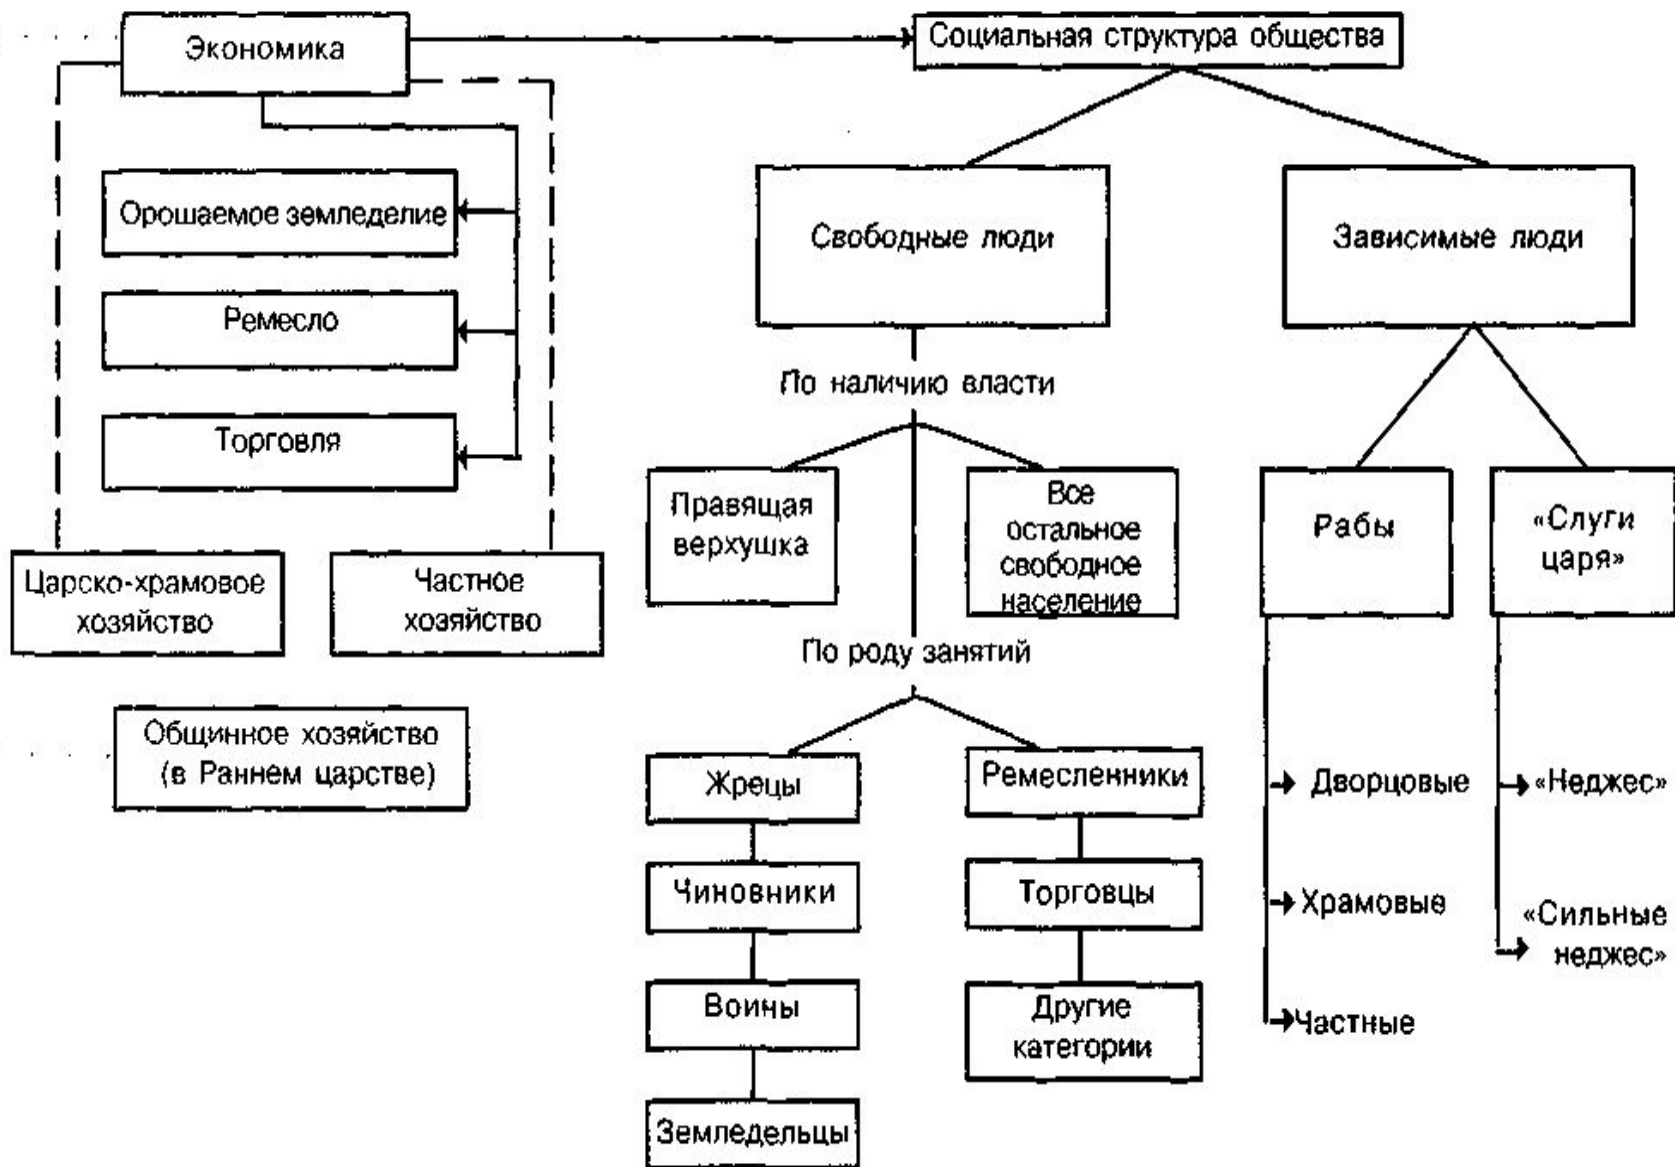 Экономика
Социальная структура общества
Орошаемое земледелие
Ремесло
Торговля
Царско-храмовое
хозяйство
Частное
хозяйство
Общинное хозяйство
(в Раннем царстве)
Свободные люди
Зависимые люди
По наличию власти
Правящая
верхушка
Все
остальное
свободное
население
По роду занятий
Жрецы
Чиновники
Воины
Земледельцы
Ремесленники
Торговцы
Другие
категории
Рабы
«Слуги
царя»
Дворцовые
Храмовые
Частные
«Неджес»
«Сильные
неджес»